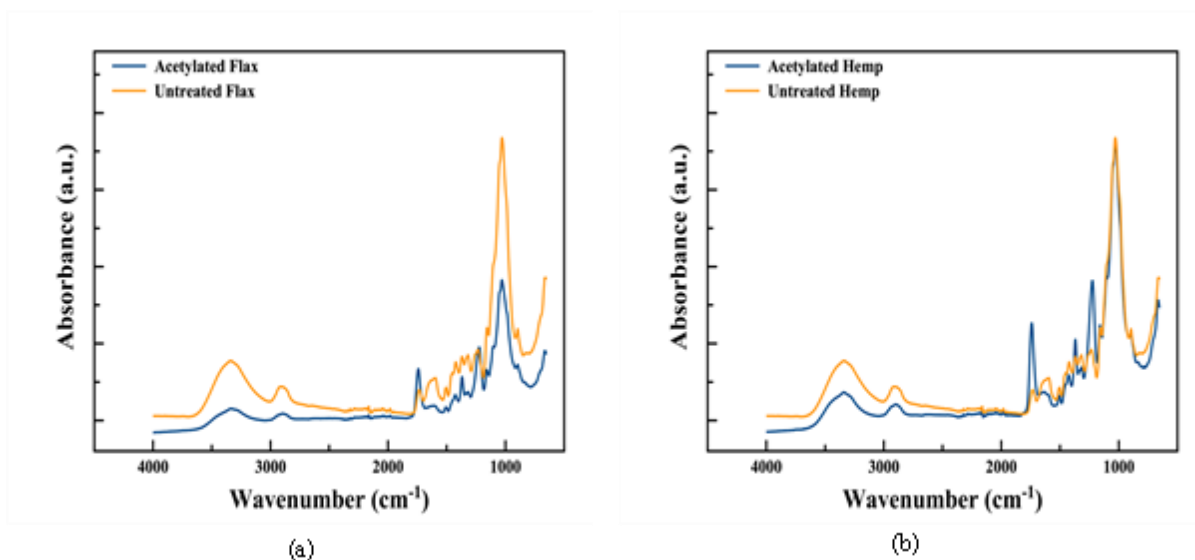 Acetylated Flax
Untreated Flax
Absorbance (a.u.)
4000 3000 2000 1000
Wavenumber (cm⁻¹)
(a)
Acetylated Hemp
Untreated Hemp
Absorbance (a.u.)
4000 3000 2000 1000
Wavenumber (cm⁻¹)
(b)